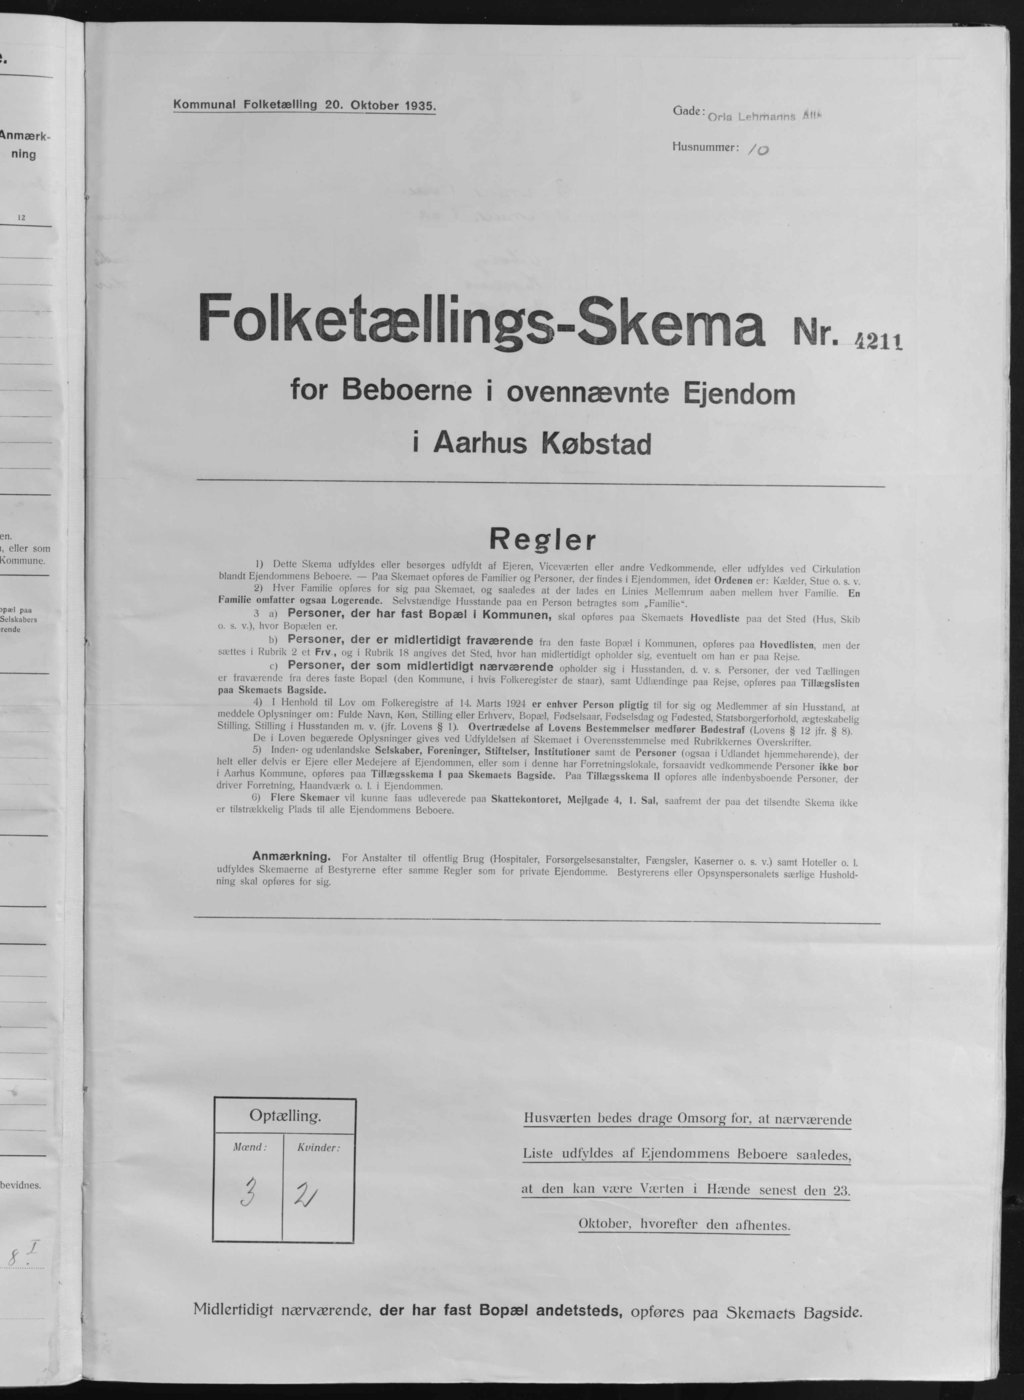 e.
Anmærk-
ning
12
en.
, eller som
Kommune.
opæl paa
Selskabers
rende
bevidnes.
8 I
Kommunal Folketælling 20. Oktober 1935.
Gade: Orla Lehmanns Allé
Husnummer: 10
Folketællings-Skema Nr. 4211
for Beboerne i ovennævnte Ejendom
i Aarhus Købstad
Regler
1) Dette Skema udfyldes eller besørges udfyldt af Ejeren, Viceværten eller andre Vedkommende, eller udfyldes ved Cirkulation
blandt Ejendommens Beboere. — Paa Skemaet opføres de Familier og Personer, der findes i Ejendommen, idet Ordenen er: Kælder, Stue o. s. v.
2) Hver Familie opføres for sig paa Skemaet, og saaledes at der lades en Linies Mellemrum aaben mellem hver Familie. En
Familie omfatter ogsaa Logerende. Selvstændige Husstande paa en Person betragtes som „Familie“.
3 a) Personer, der har fast Bopæl i Kommunen, skal opføres paa Skemaets Hovedliste paa det Sted (Hus, Skib
o. s. v.), hvor Bopælen er.
b) Personer, der er midlertidigt fraværende fra den faste Bopæl i Kommunen, opføres paa Hovedlisten, men der
sættes i Rubrik 2 et Frv., og i Rubrik 18 angives det Sted, hvor han midlertidigt opholder sig, eventuelt om han er paa Rejse.
c) Personer, der som midlertidigt nærværende opholder sig i Husstanden, d. v. s. Personer, der ved Tællingen
er fraværende fra deres faste Bopæl (den Kommune, i hvis Folkeregister de staar), samt Udlændinge paa Rejse, opføres paa Tillægslisten
paa Skemaets Bagside.
4) I Henhold til Lov om Folkeregistre af 14. Marts 1924 er enhver Person pligtig til for sig og Medlemmer af sin Husstand, at
meddele Oplysninger om: Fulde Navn, Køn, Stilling eller Erhverv, Bopæl, Fødselsaar, Fødselsdag og Fødested, Statsborgerforhold, ægteskabelig
Stilling, Stilling i Husstanden m. v. (jfr. Lovens § 1). Overtrædelse af Lovens Bestemmelser medfører Bødestraf (Lovens § 12 jfr. § 8).
De i Loven begærede Oplysninger gives ved Udfyldelsen af Skemaet i Overensstemmelse med Rubrikkernes Overskrifter.
5) Inden- og udenlandske Selskaber, Foreninger, Stiftelser, Institutioner samt de Personer (ogsaa i Udlandet hjemmehørende), der
helt eller delvis er Ejere eller Medejere af Ejendommen, eller som i denne har Forretningslokale, forsaavidt vedkommende Personer ikke bor
i Aarhus Kommune, opføres paa Tillægsskema I paa Skemaets Bagside. Paa Tillægsskema II opføres alle indenbysboende Personer, der
driver Forretning, Haandværk o. l. i Ejendommen.
6) Flere Skemaer vil kunne faas udleverede paa Skattekontoret, Mejlgade 4, 1. Sal, saafremt der paa det tilsendte Skema ikke
er tilstrækkelig Plads til alle Ejendommens Beboere.
Anmærkning. For Anstalter til offentlig Brug (Hospitaler, Forsørgelsesanstalter, Fængsler, Kaserner o. s. v.) samt Hoteller o. l.
udfyldes Skemaerne af Bestyrerne efter samme Regler som for private Ejendomme. Bestyrerens eller Opsynspersonalets særlige Hushold-
ning skal opføres for sig.
Optælling.
Mænd: Kvinder:
3 2
Husværten bedes drage Omsorg for, at nærværende
Liste udfyldes af Ejendommens Beboere saaledes,
at den kan være Værten i Hænde senest den 23.
Oktober, hvorefter den afhentes.
Midlertidigt nærværende, der har fast Bopæl andetsteds, opføres paa Skemaets Bagside.